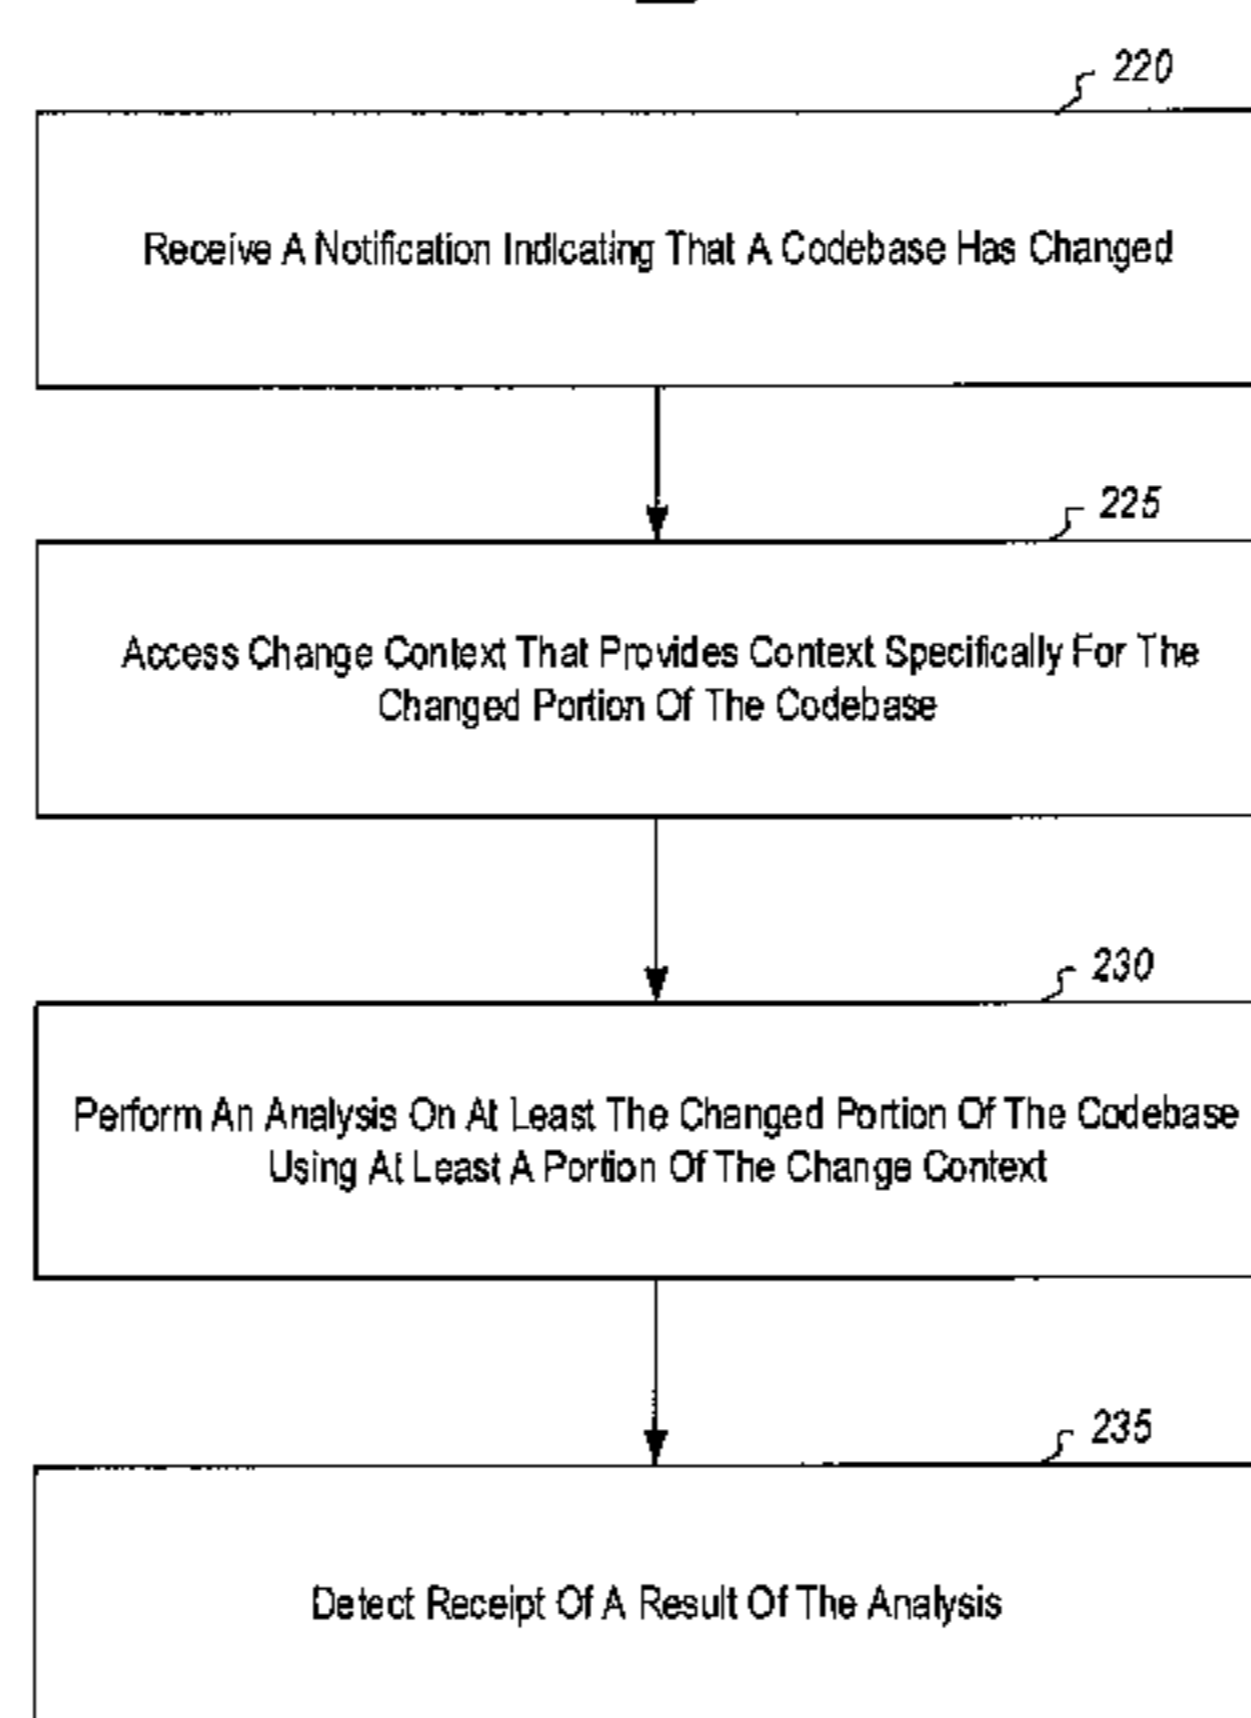 220
Receive A Notification Indicating That A Codebase Has Changed
225
Access Change Context That Provides Context Specifically For The
Changed Portion Of The Codebase
230
Perform An Analysis On At Least The Changed Portion Of The Codebase
Using At Least A Portion Of The Change Context
235
Detect Receipt Of A Result Of The Analysis